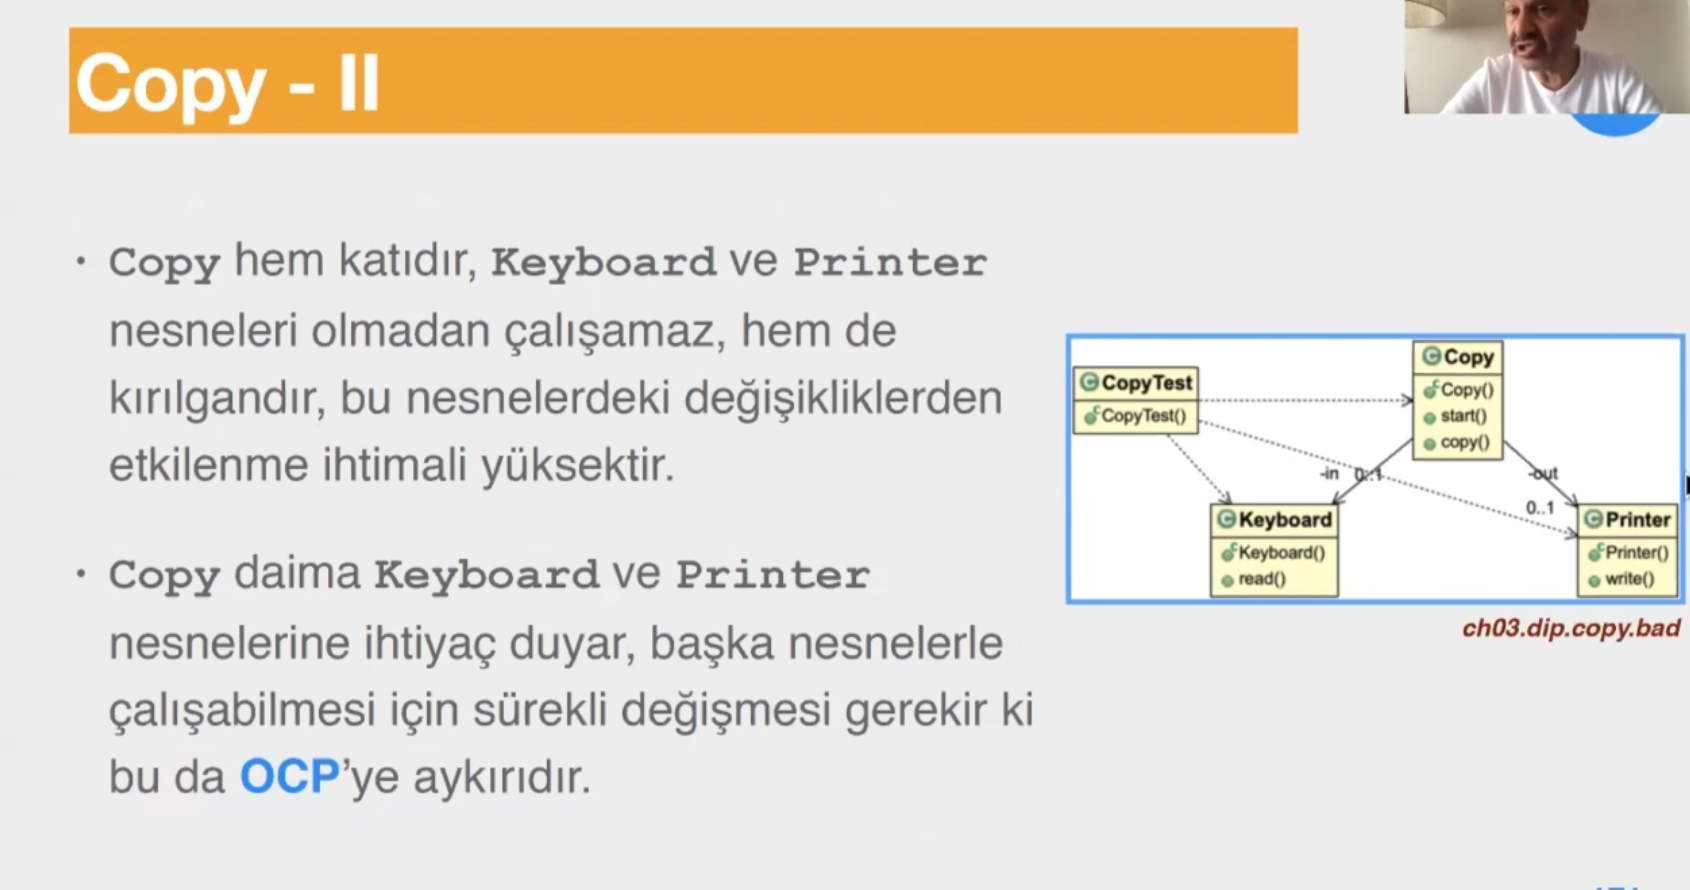 Copy - II
• Copy hem katıdır, Keyboard ve Printer
nesneleri olmadan çalışamaz, hem de
kırılgandır, bu nesnelerdeki değişikliklerden
etkilenme ihtimali yüksektir.
• Copy daima Keyboard ve Printer
nesnelerine ihtiyaç duyar, başka nesnelerle
çalışabilmesi için sürekli değişmesi gerekir ki
bu da OCP’ye aykırıdır.
CopyTest
CopyTest()
Copy
Copy()
start()
copy()
-in 0..1
-out
0..1
Keyboard
Keyboard()
read()
Printer
Printer()
write()
ch03.dip.copy.bad